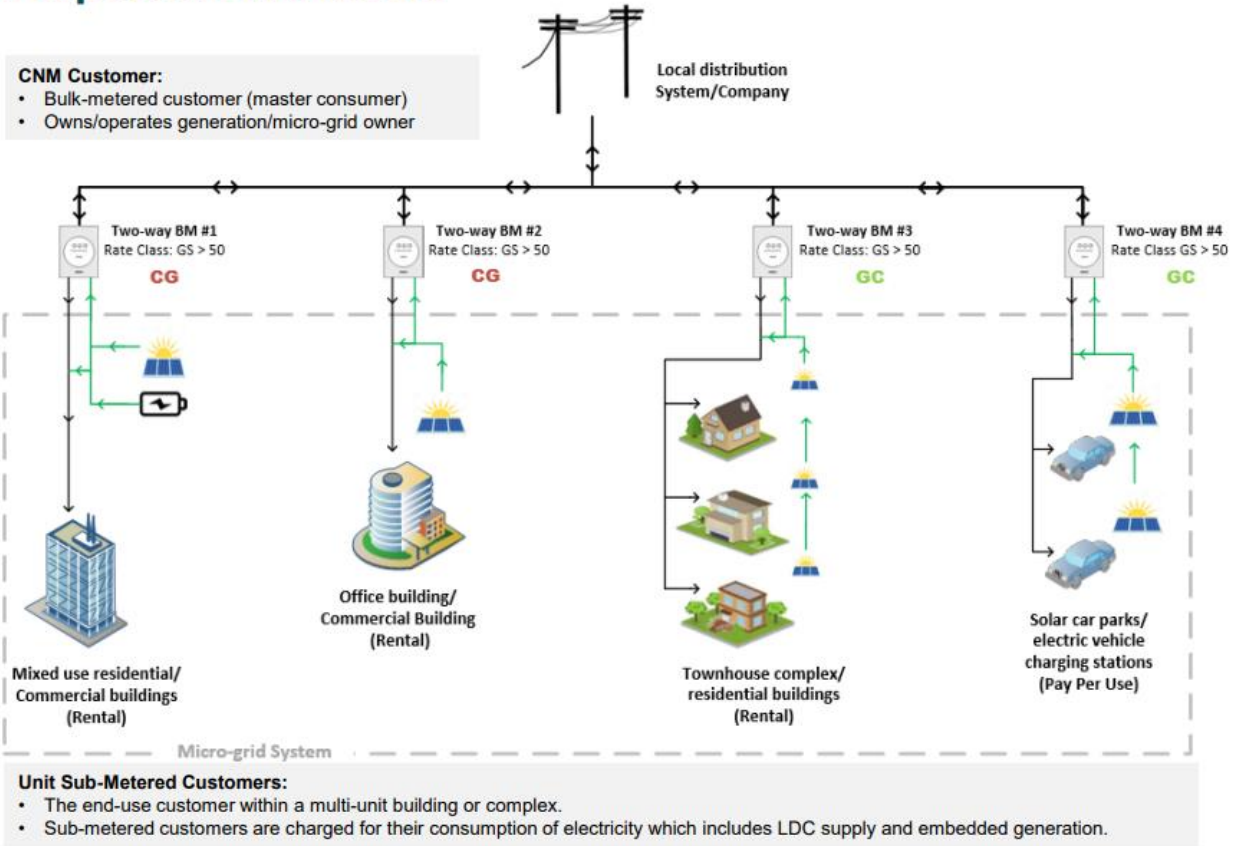 CNM Customer:
• Bulk-metered customer (master consumer)
• Owns/operates generation/micro-grid owner
Local distribution
System/Company
Two-way BM #1
Rate Class: GS > 50
CG
Two-way BM #2
Rate Class: GS > 50
CG
Two-way BM #3
Rate Class: GS > 50
GC
Two-way BM #4
Rate Class GS > 50
GC
Mixed use residential/
Commercial buildings
(Rental)
Office building/
Commercial Building
(Rental)
Townhouse complex/
residential buildings
(Rental)
Solar car parks/
electric vehicle
charging stations
(Pay Per Use)
Micro-grid System
Unit Sub-Metered Customers:
• The end-use customer within a multi-unit building or complex.
• Sub-metered customers are charged for their consumption of electricity which includes LDC supply and embedded generation.